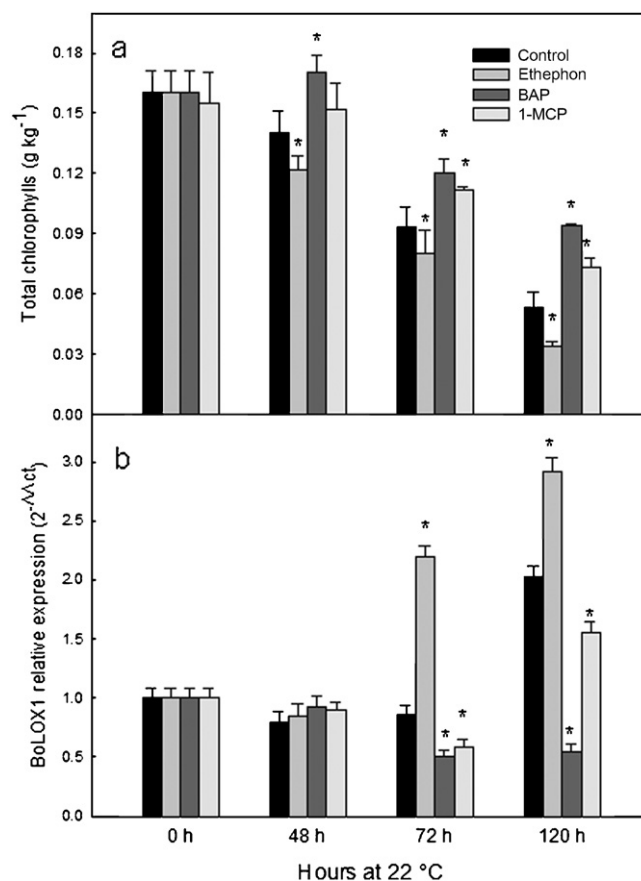 a
Control
Ethephon
BAP
1-MCP
Total chlorophylls (g kg-1)
0.18
0.15
0.12
0.09
0.06
0.03
0.00
* *
* * *
* * *
b
BoLOX1 relative expression (2-ΛΛct)
3.0
2.5
2.0
1.5
1.0
0.5
0.0
* * *
* * *
0 h 48 h 72 h 120 h
Hours at 22 °C